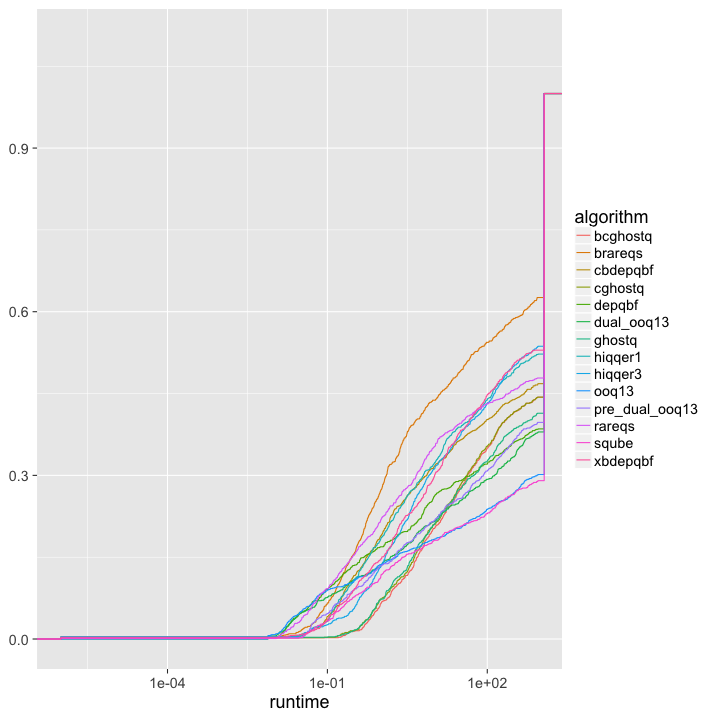 0.9
0.6
0.3
0.0
1e-04
1e-01
1e+02
runtime
algorithm
bcghostq
brareqs
cbdepqbf
cghostq
depqbf
dual_ooq13
ghostq
hiqqer1
hiqqer3
ooq13
pre_dual_ooq13
rareqs
sqube
xbdepqbf